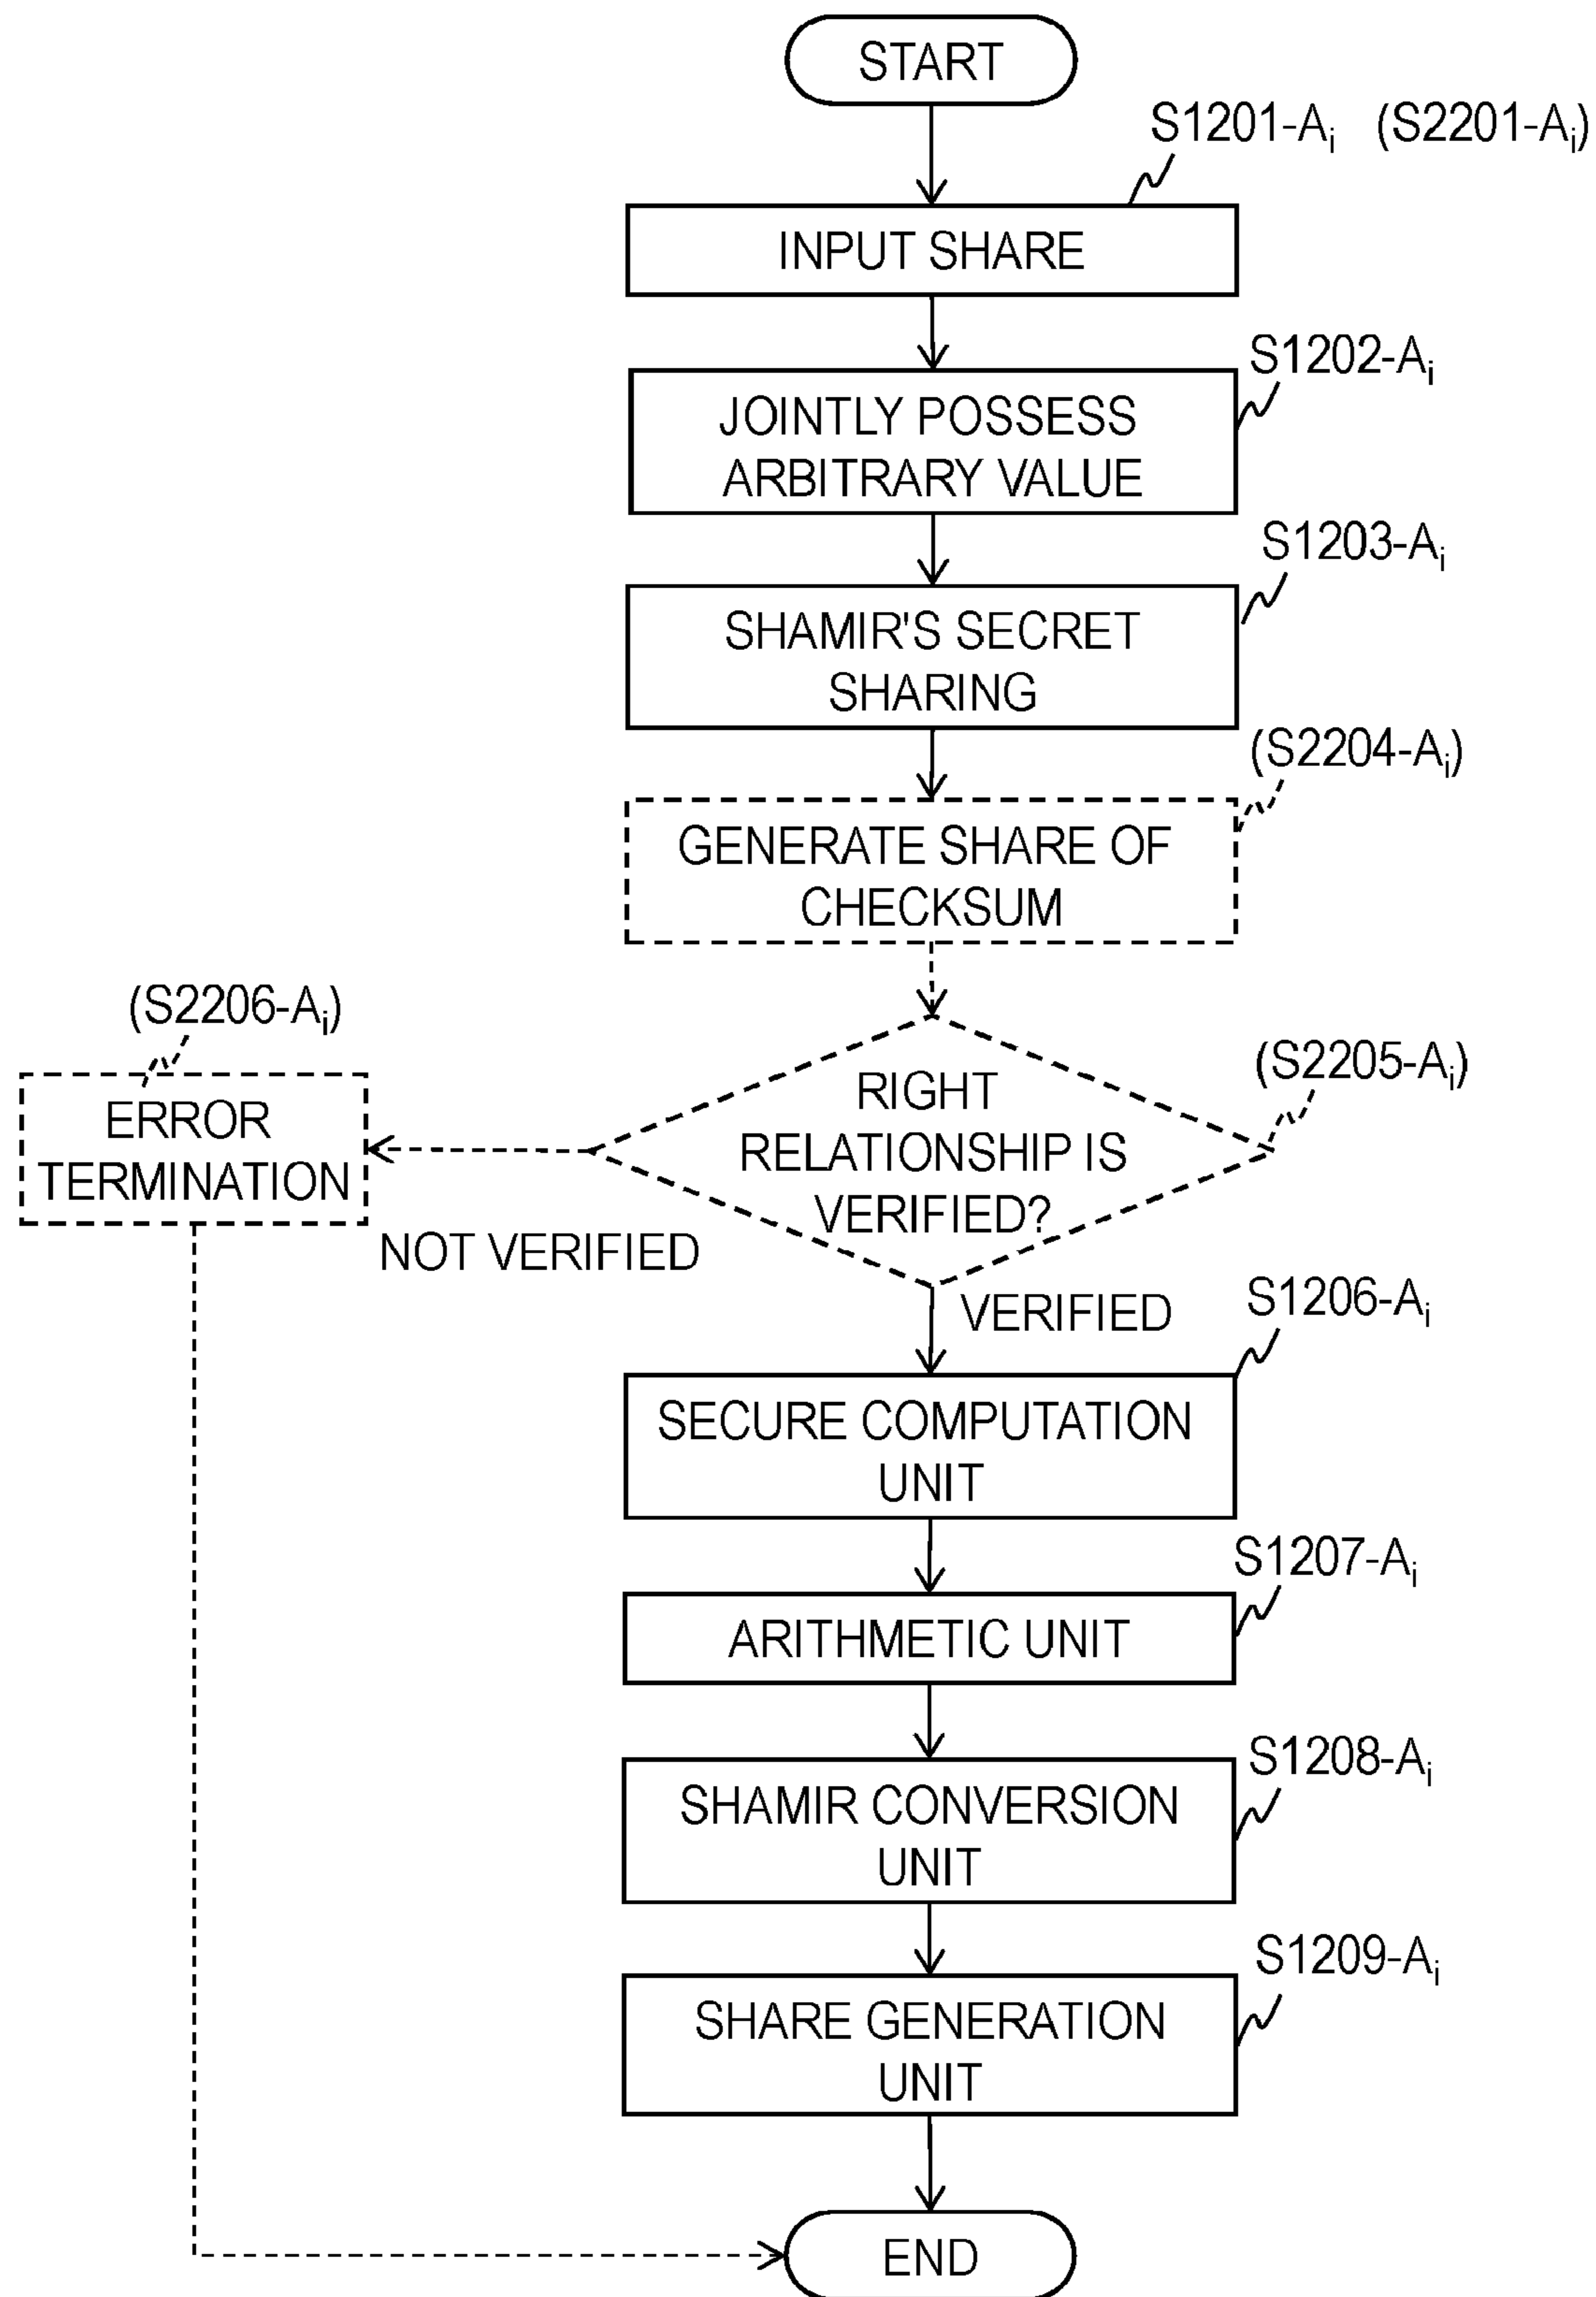 START
S1201-Ai (S2201-Ai)
INPUT SHARE
S1202-Ai
JOINTLY POSSESS
ARBITRARY VALUE
S1203-Ai
SHAMIR'S SECRET
SHARING
(S2204-Ai)
GENERATE SHARE OF
CHECKSUM
(S2206-Ai)
ERROR
TERMINATION
(S2205-Ai)
RIGHT
RELATIONSHIP IS
VERIFIED?
NOT VERIFIED
VERIFIED
S1206-Ai
SECURE COMPUTATION
UNIT
S1207-Ai
ARITHMETIC UNIT
S1208-Ai
SHAMIR CONVERSION
UNIT
S1209-Ai
SHARE GENERATION
UNIT
END